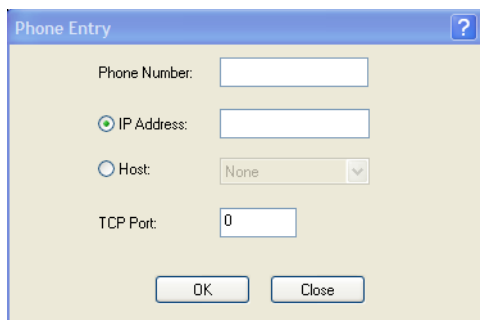 Phone Entry ?
Phone Number:
IP Address:
Host: None
TCP Port: 0
OK Close